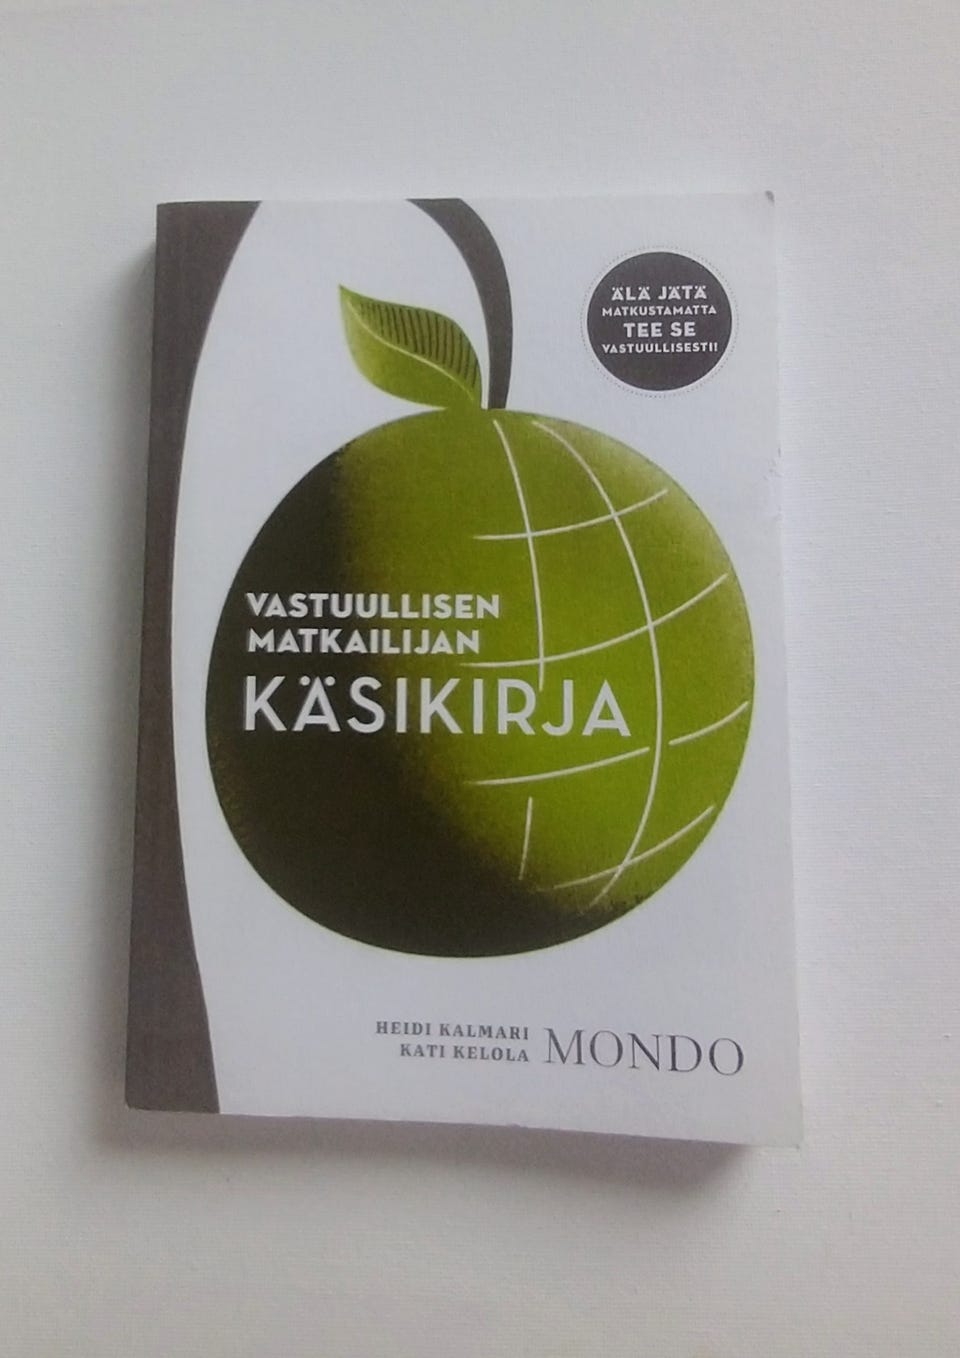 ÄLÄ JÄTÄ
MATKUSTAMATTA
TEE SE
VASTUULLISESTI!
VASTUULLISEN
MATKAILIJAN
KÄSIKIRJA
HEIDI KALMARI
KATI KELOLA
MONDO